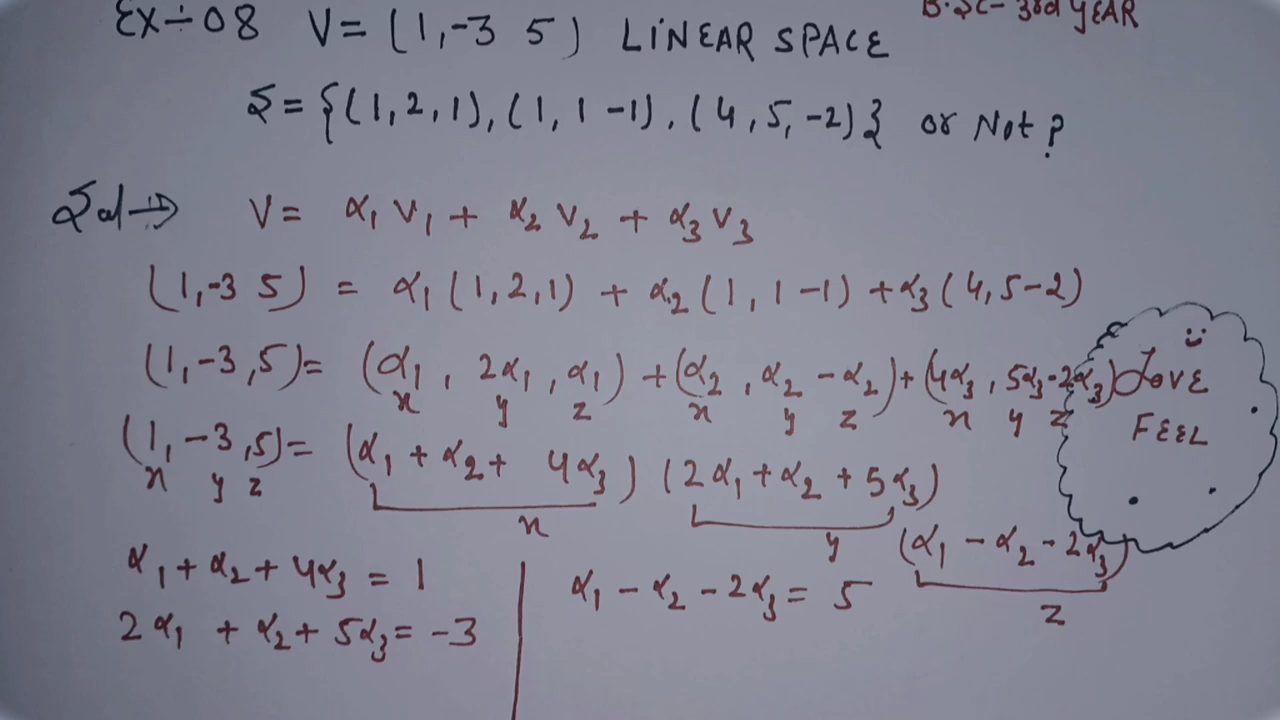 B.SC- 3rd YEAR
EX÷08 V= (1,-3 5) LINEAR SPACE
S= {(1,2,1),(1,1 -1).(4,5,-2)} or Not?
Sol→ V= α₁ V₁ + α₂ V₂ + α₃ V₃
(1,-3 5) = α₁ (1,2,1) + α₂ (1,1 -1) + α₃ (4,5-2)
(1,-3,5)= (α₁, 2α₁, α₁) + (α₂, α₂ -α₂) + (4α₃, 5α₃-2α₃)
x y z x y z x y z
(1,-3,5)= (α₁ + α₂ + 4α₃) (2α₁ + α₂ + 5α₃)
x y z
x
y
(α₁ - α₂ - 2α₃)
z
α₁ + α₂ + 4α₃ = 1
2α₁ + α₂ + 5α₃ = -3
α₁ - α₂ - 2α₃ = 5
LOVE
FEEL